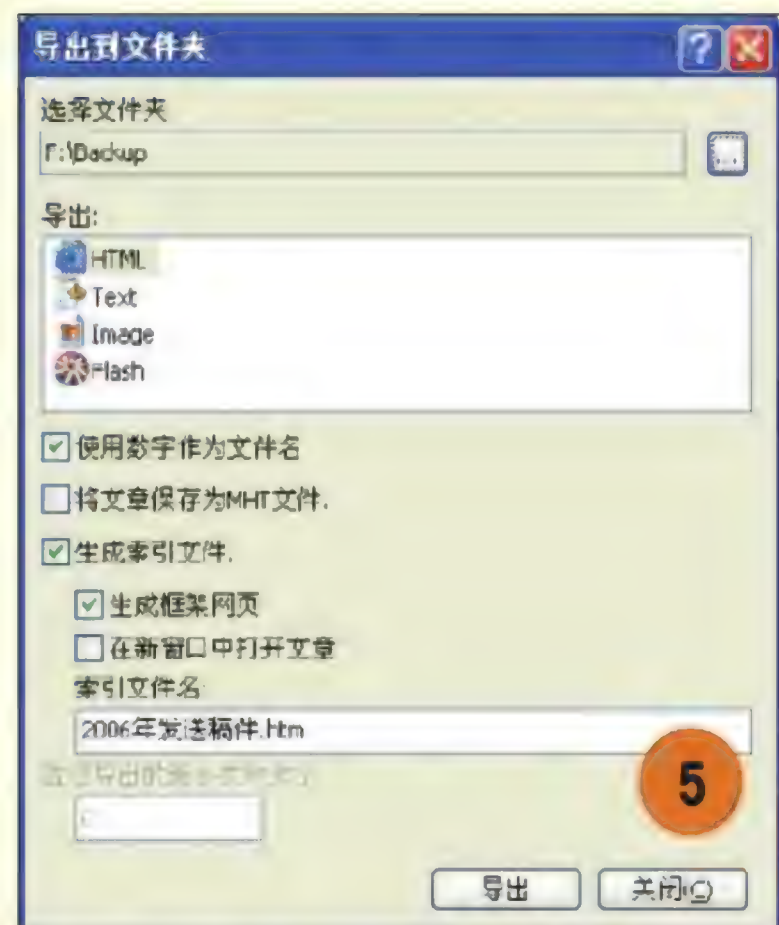 导出到文件夹
选择文件夹
F:\Backup
...
导出:
HTML
Text
Image
Flash
使用数字作为文件名
将文章保存为MHT文件.
生成索引文件.
生成框架网页
在新窗口中打开文章
索引文件名
2006年发送稿件.htm
5
导出
关闭(C)